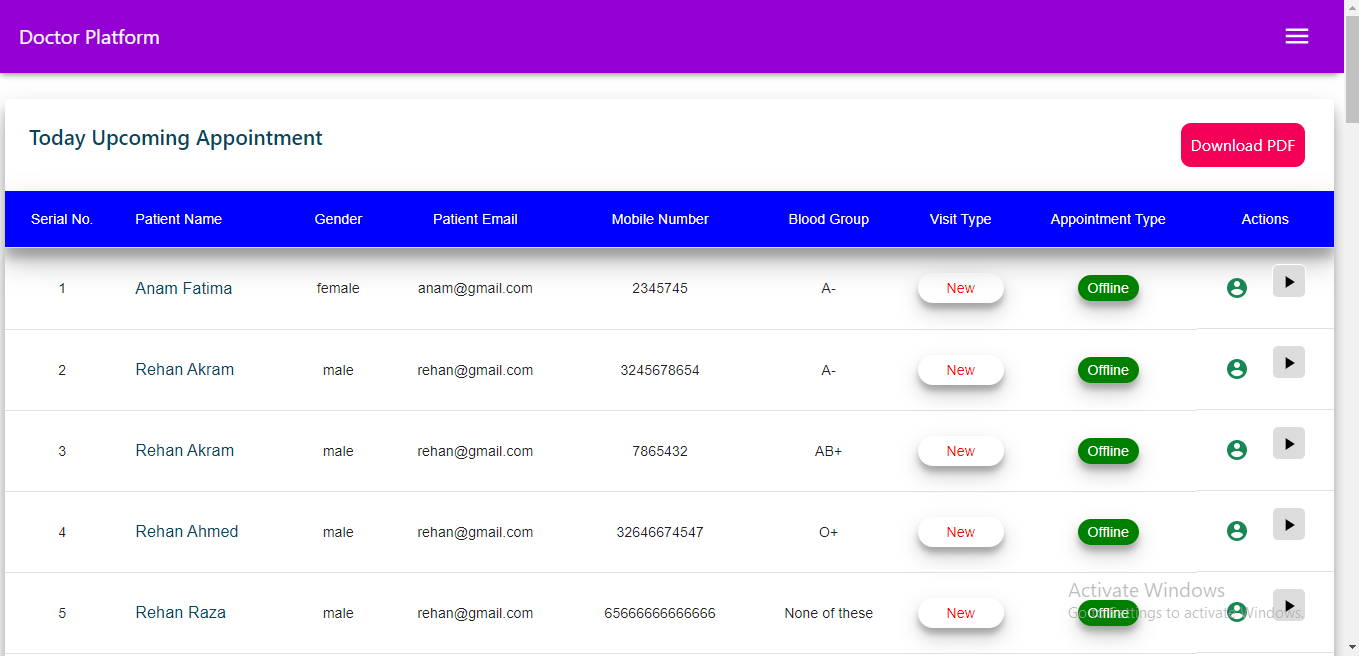 Doctor Platform
Today Upcoming Appointment
Download PDF
Serial No. Patient Name Gender Patient Email Mobile Number Blood Group Visit Type Appointment Type Actions
1 Anam Fatima female anam@gmail.com 2345745 A- New Offline
2 Rehan Akram male rehan@gmail.com 3245678654 A- New Offline
3 Rehan Akram male rehan@gmail.com 7865432 AB+ New Offline
4 Rehan Ahmed male rehan@gmail.com 32646674547 O+ New Offline
Activate Windows
5 Rehan Raza male rehan@gmail.com 65666666666666 None of these New Offline
Go to Settings to activate Windows.